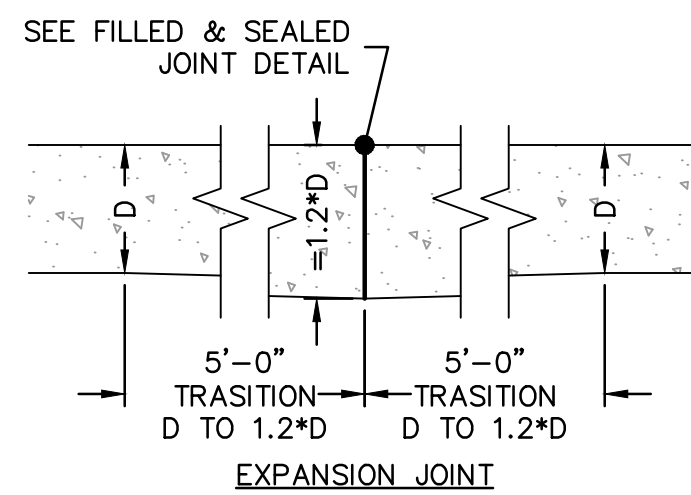 SEE FILLED & SEALED
JOINT DETAIL
D
=1.2*D
D
5'-0"
TRASITION
D TO 1.2*D
5'-0"
TRASITION
D TO 1.2*D
EXPANSION JOINT